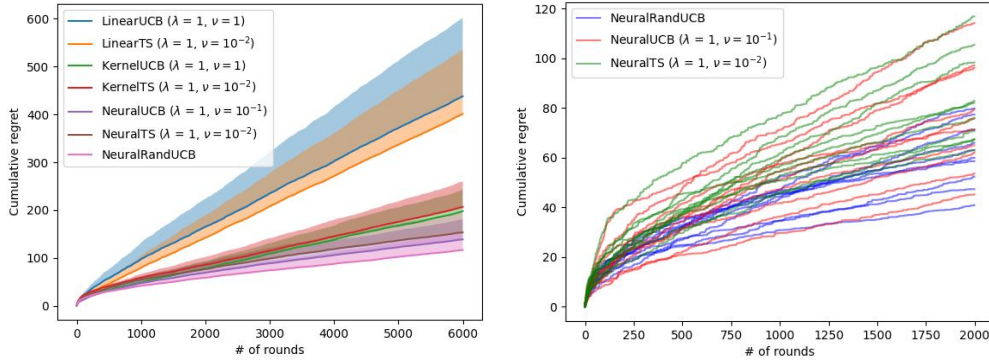 600
500
400
300
200
100
0
Cumulative regret
LinearUCB (λ = 1, ν = 1)
LinearTS (λ = 1, ν = 10⁻²)
KernelUCB (λ = 1, ν = 1)
KernelTS (λ = 1, ν = 10⁻²)
NeuralUCB (λ = 1, ν = 10⁻¹)
NeuralTS (λ = 1, ν = 10⁻²)
NeuralRandUCB
0 1000 2000 3000 4000 5000 6000
# of rounds
120
100
80
60
40
20
0
Cumulative regret
NeuralRandUCB
NeuralUCB (λ = 1, ν = 10⁻¹)
NeuralTS (λ = 1, ν = 10⁻²)
0 250 500 750 1000 1250 1500 1750 2000
# of rounds